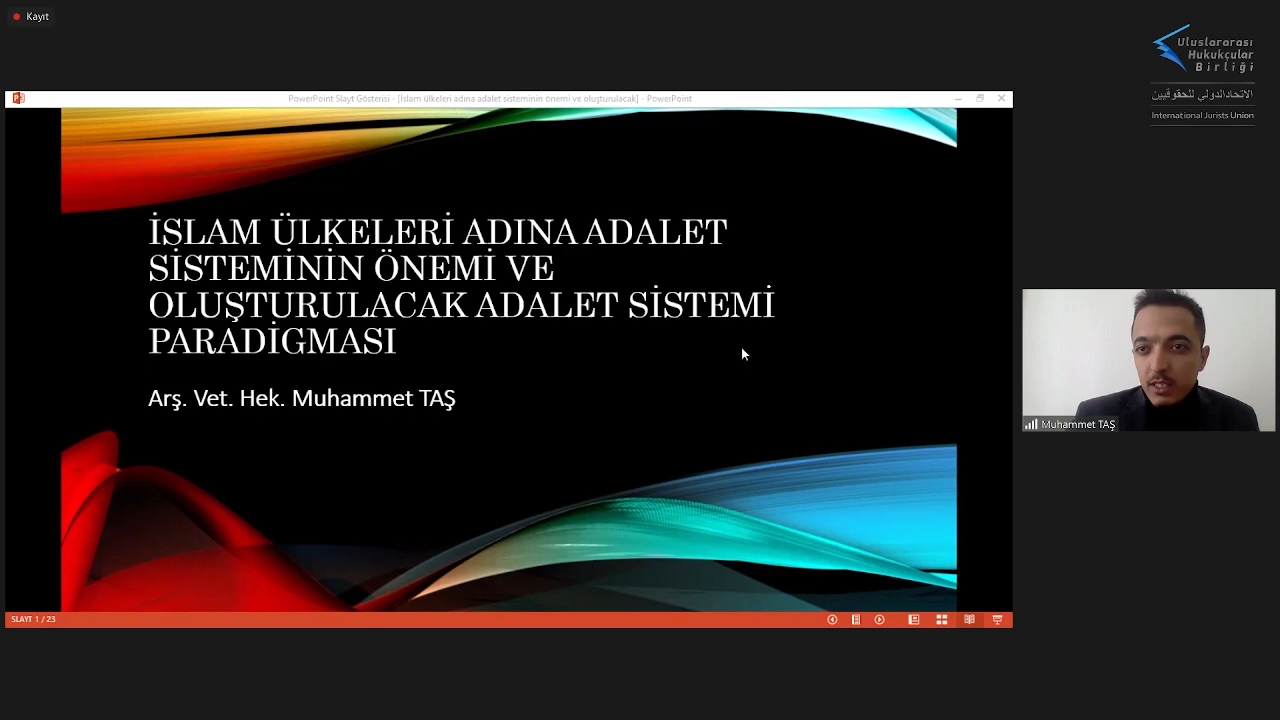 Kayıt
Uluslararası
Hukukçular
Birliği
الاتحاد الدولي للحقوقيين
International Jurists Union
PowerPoint Slayt Gösterisi - [İslam ülkeleri adına adalet sisteminin önemi ve oluşturulacak] - PowerPoint
İSLAM ÜLKELERİ ADINA ADALET
SİSTEMİNİN ÖNEMİ VE
OLUŞTURULACAK ADALET SİSTEMİ
PARADİGMASI
Arş. Vet. Hek. Muhammet TAŞ
Muhammet TAŞ
SLAYT 1 / 23